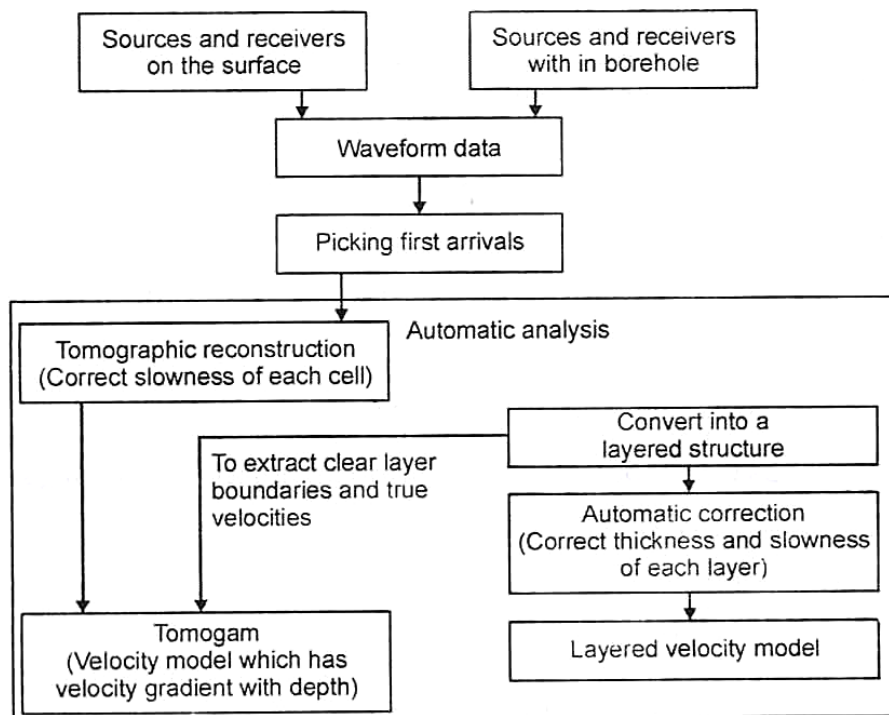 Sources and receivers
on the surface
Sources and receivers
with in borehole
Waveform data
Picking first arrivals
Automatic analysis
Tomographic reconstruction
(Correct slowness of each cell)
Convert into a
layered structure
To extract clear layer
boundaries and true
velocities
Automatic correction
(Correct thickness and slowness
of each layer)
Tomogam
(Velocity model which has
velocity gradient with depth)
Layered velocity model